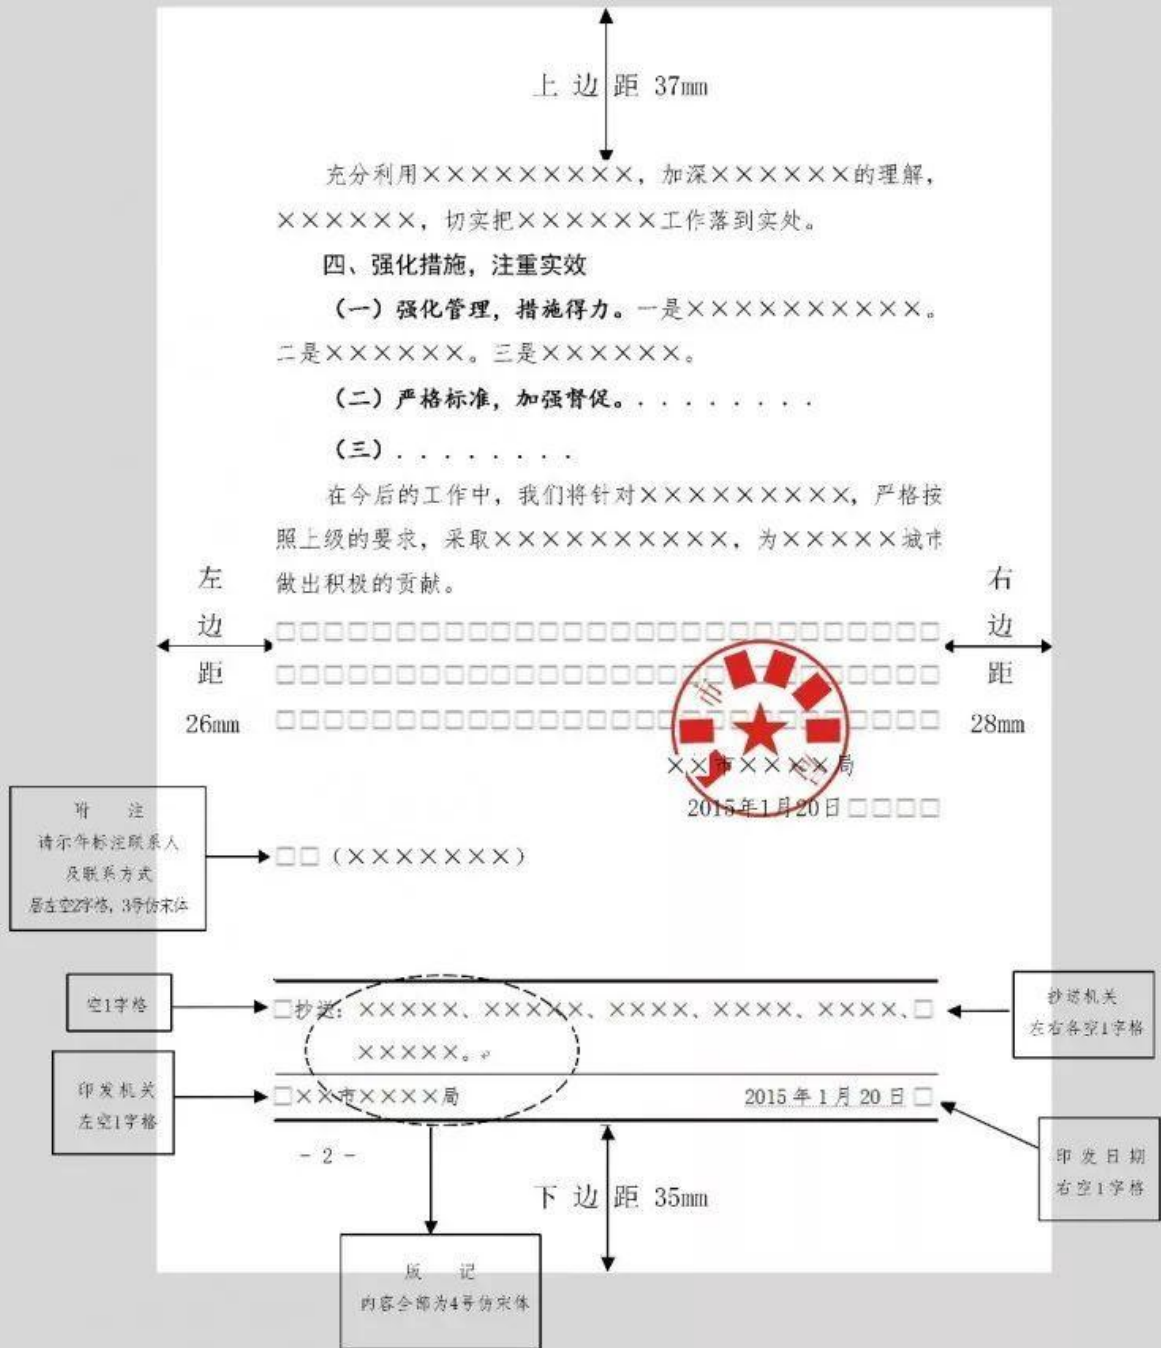 上 边 距 37mm
充分利用×××××××××，加深××××××的理解，
××××××，切实把××××××工作落到实处。
四、强化措施，注重实效
（一）强化管理，措施得力。一是××××××××××。
二是××××××。三是××××××。
（二）严格标准，加强督促。. . . . . . . .
（三）. . . . . . . .
在今后的工作中，我们将针对×××××××××，严格按
照上级的要求，采取××××××××××，为×××××城市
做出积极的贡献。
左边距 26mm
右边距 28mm
□□□□□□□□□□□□□□□□□□□□□□□□□□□□
□□□□□□□□□□□□□□□□□□□□□□□□□□□□
□□□□□□□□□□□□□□□□□□□□□□□□□□□□
市
××市××××局
2015年1月20日□□□□
附 注
请示件标注联系人
及联系方式
居左空2字格，3号仿宋体
□□（×××××××）
空1字格
□抄送：×××××、×××××、××××、××××、××××、□
×××××。
抄送机关
左右各空1字格
印发机关
左空1字格
□××市××××局 2015年1月20日□
印发日期
右空1字格
- 2 -
下 边 距 35mm
版 记
内容全部为4号仿宋体